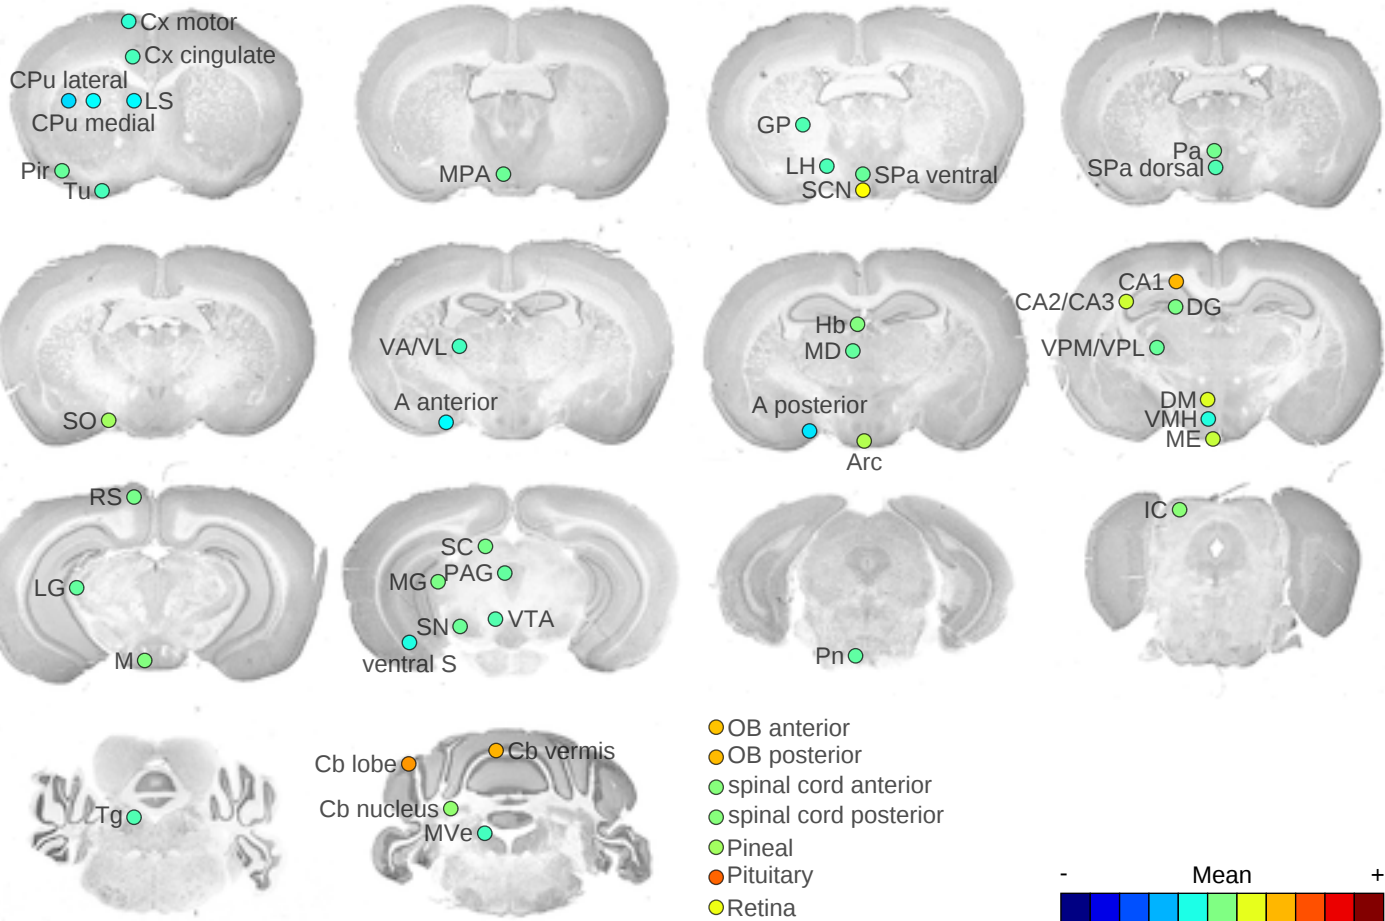 Cx motor
Cx cingulate
CPu lateral
LS
CPu medial
Pir
Tu
MPA
GP
LH
SPa ventral
SCN
Pa
SPa dorsal
SO
VA/VL
A anterior
Hb
MD
A posterior
Arc
CA1
CA2/CA3
DG
VPM/VPL
DM
VMH
ME
RS
LG
M
SC
MG
PAG
SN
VTA
ventral S
Pn
IC
Tg
Cb lobe
Cb vermis
Cb nucleus
MVe
OB anterior
OB posterior
spinal cord anterior
spinal cord posterior
Pineal
Pituitary
Retina
- Mean +